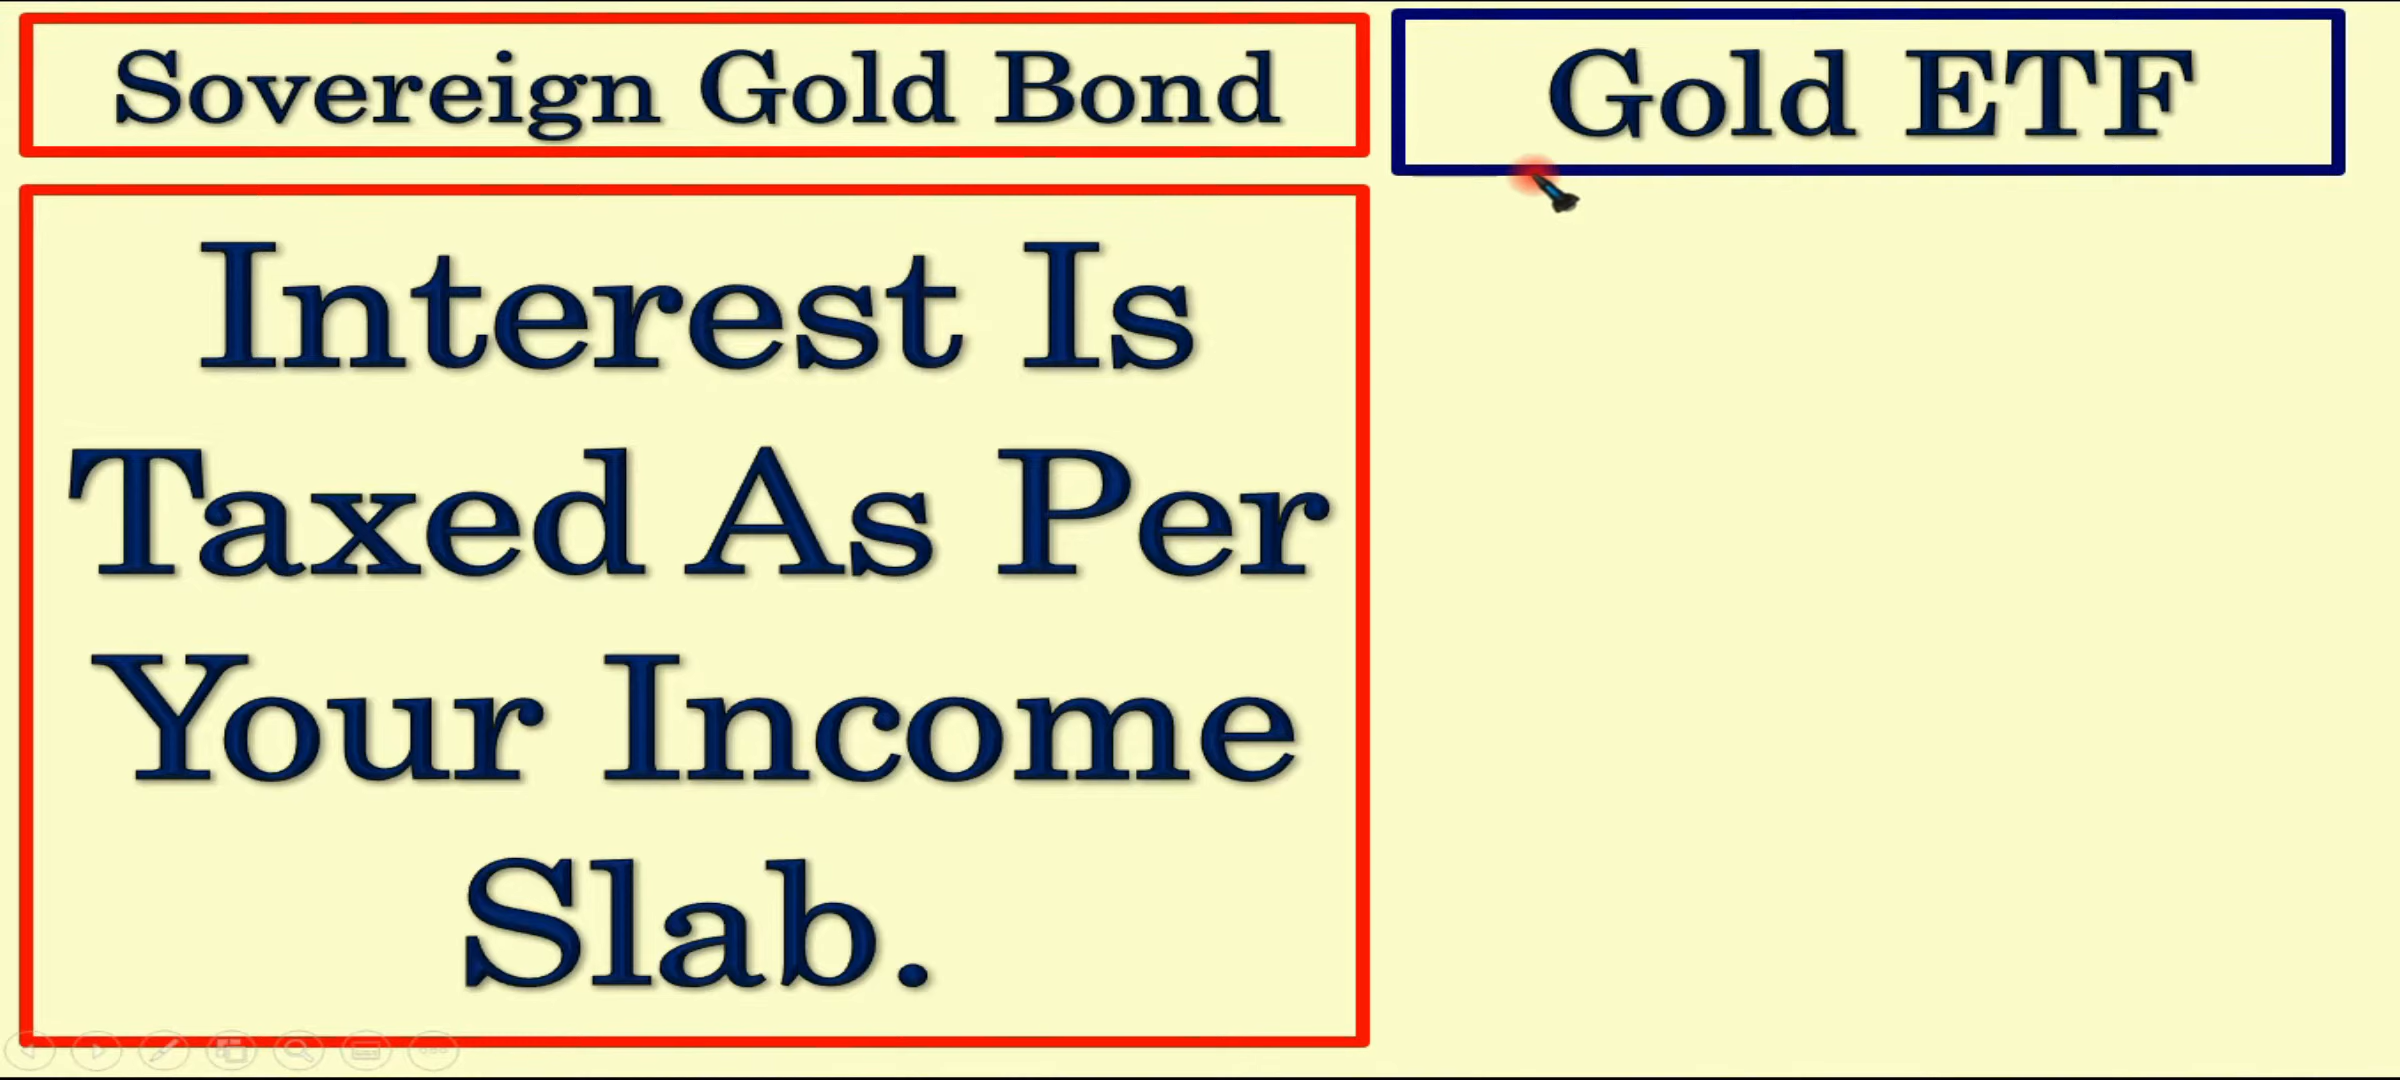 Sovereign Gold Bond
Gold ETF
Interest Is
Taxed As Per
Your Income
Slab.